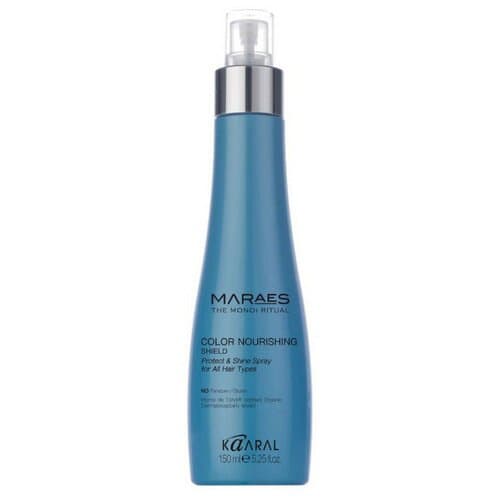 MARAES
THE MONOI RITUAL
COLOR NOURISHING
SHIELD
Protect & Shine Spray
for All Hair Types
NO
KAARAL
150 ml e 5.25 fl.oz.